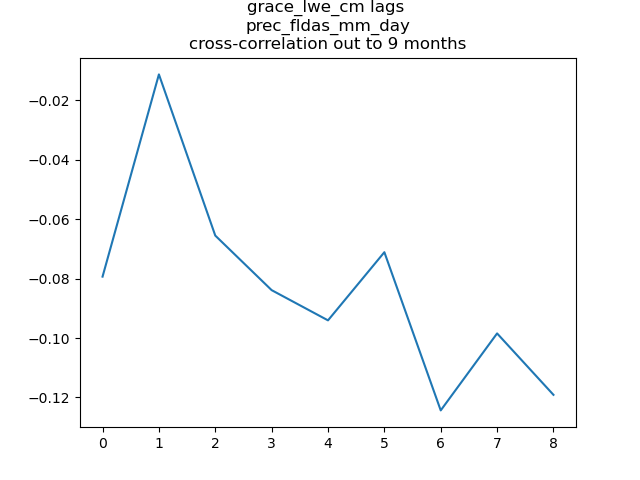 grace_lwe_cm lags
prec_fldas_mm_day
cross-correlation out to 9 months
−0.02
−0.04
−0.06
−0.08
−0.10
−0.12
0 1 2 3 4 5 6 7 8